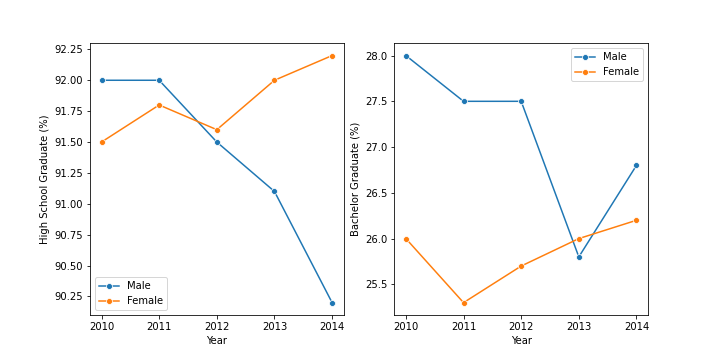 High School Graduate (%)
92.25
92.00
91.75
91.50
91.25
91.00
90.75
90.50
90.25
Male
Female
2010 2011 2012 2013 2014
Year
Bachelor Graduate (%)
28.0
27.5
27.0
26.5
26.0
25.5
Male
Female
2010 2011 2012 2013 2014
Year